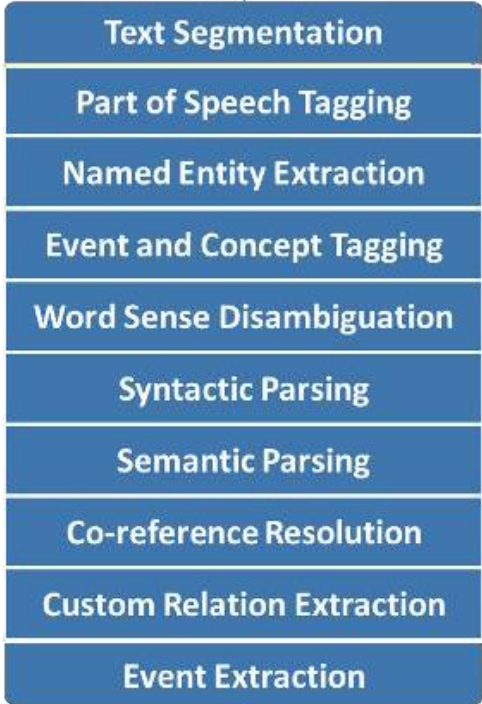 Text Segmentation
Part of Speech Tagging
Named Entity Extraction
Event and Concept Tagging
Word Sense Disambiguation
Syntactic Parsing
Semantic Parsing
Co-reference Resolution
Custom Relation Extraction
Event Extraction